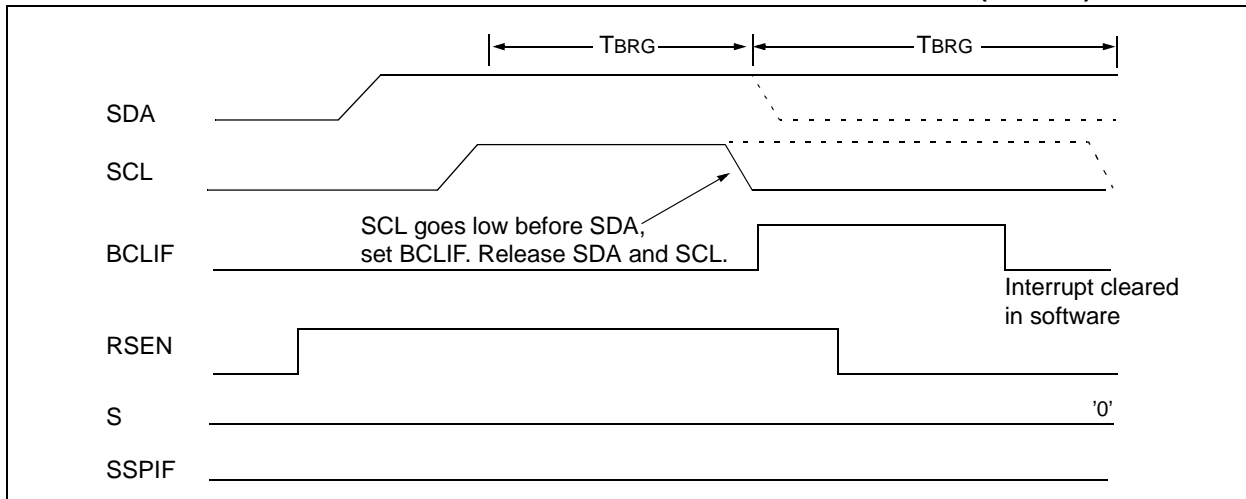 TBRG TBRG
SDA
SCL
SCL goes low before SDA,
set BCLIF. Release SDA and SCL.
BCLIF
Interrupt cleared
in software
RSEN
S '0'
SSPIF